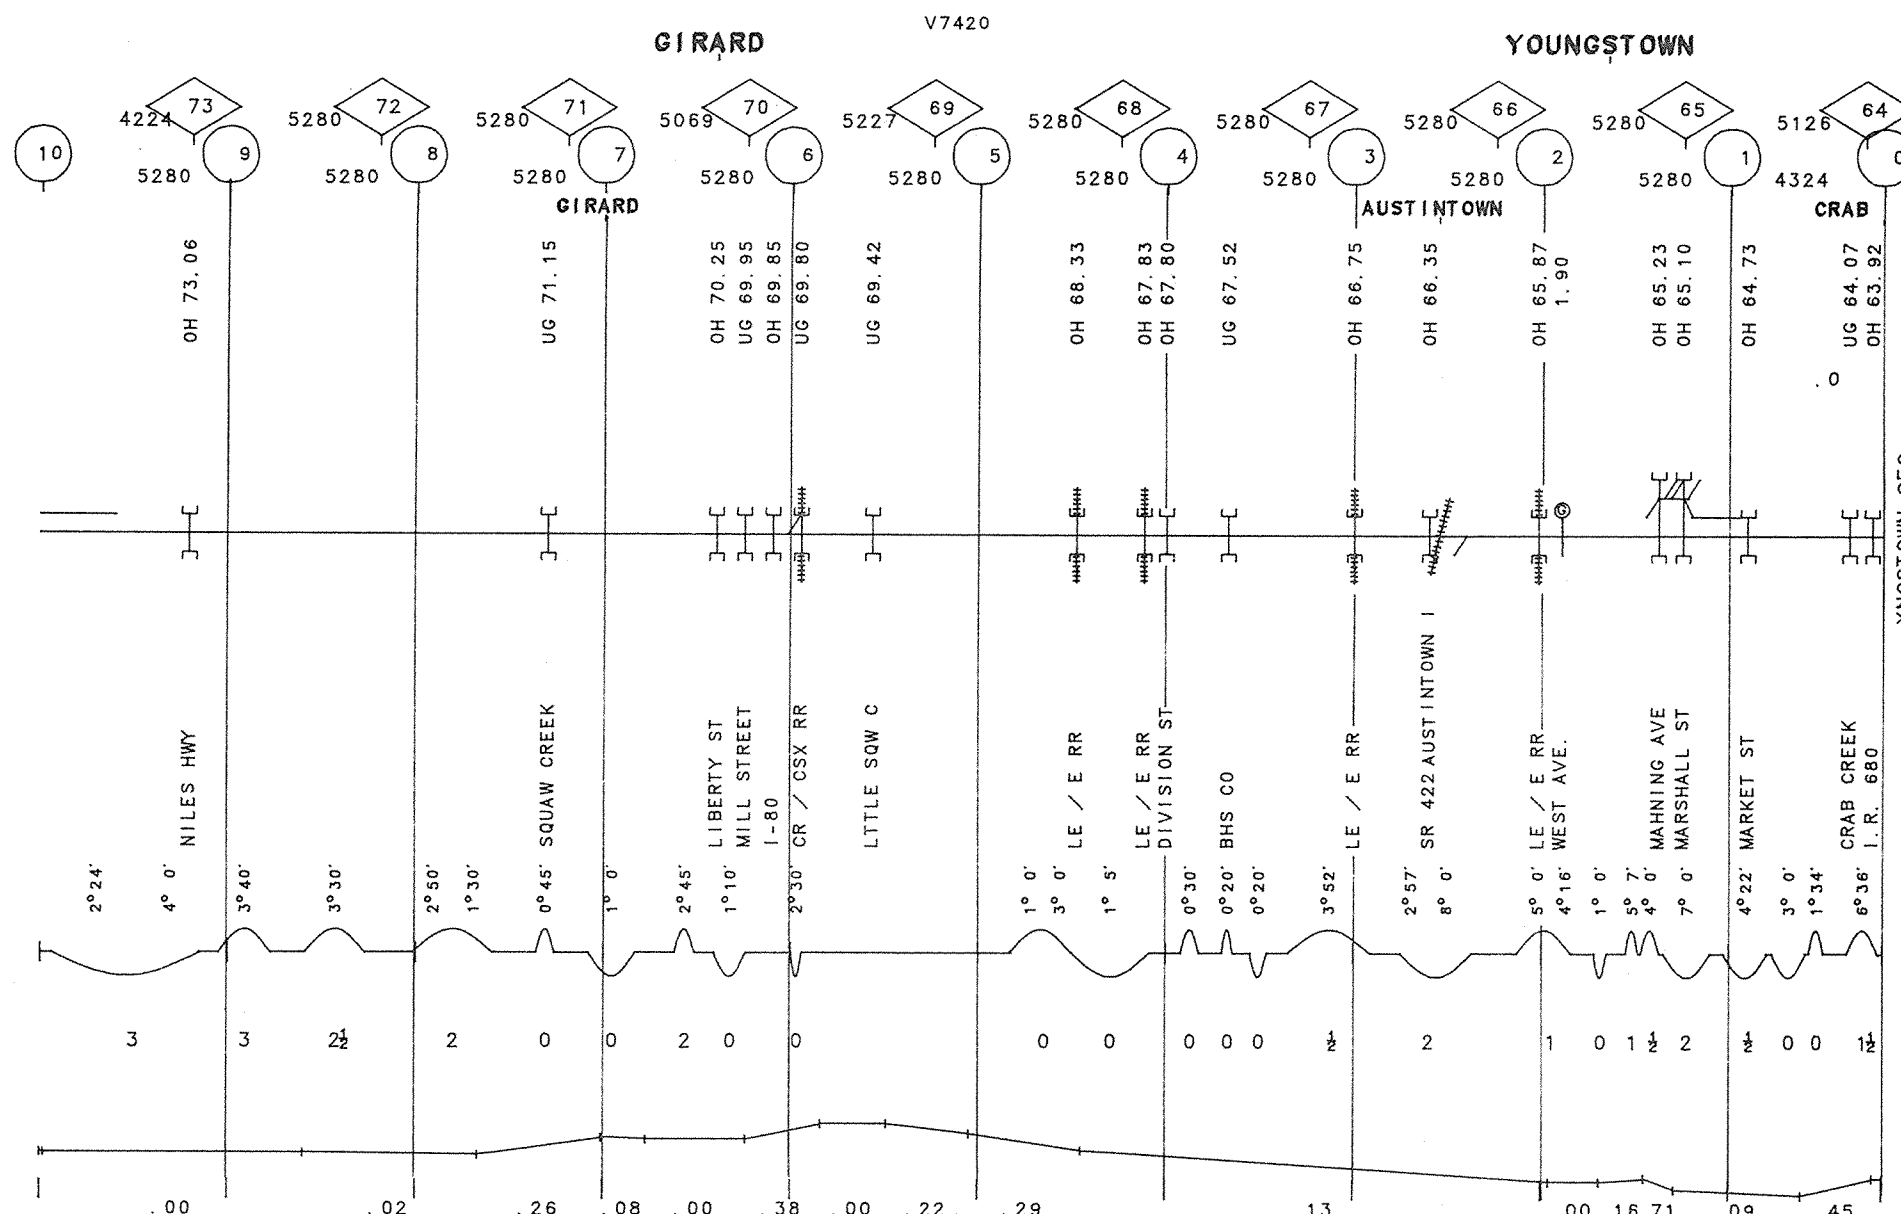 V7420
GIRARD YOUNGSTOWN
73 72 71 70 69 68 67 66 65 64
4224 5280 5280 5069 5227 5280 5280 5280 5280 5126
10 9 8 7 6 5 4 3 2 1 0
5280 5280 5280 5280 5280 5280 5280 5280 5280 4324
GIRARD AUSTINTOWN CRAB
OH 73.06
UG 71.15
OH 70.25
UG 69.95
OH 69.85
UG 69.80
UG 69.42
OH 68.33
OH 67.83
OH 67.80
UG 67.52
OH 66.75
OH 66.35
OH 65.87
1.90
OH 65.23
OH 65.10
OH 64.73
UG 64.07
OH 63.92
.0
G
NILES HWY
SQUAW CREEK
LIBERTY ST
MILL STREET
I-80
CR / CSX RR
LTTLE SQW C
LE / E RR
LE / E RR
DIVISION ST
BHS CO
LE / E RR
SR 422 AUSTINTOWN I
LE / E RR
WEST AVE.
MAHNING AVE
MARSHALL ST
MARKET ST
CRAB CREEK
I.R. 680
2°24' 4° 0' 3°40' 3°30' 2°50' 1°30' 0°45' 1° 0' 2°45' 1°10' 2°30' 1° 0' 3° 0' 1° 5' 0°30' 0°20' 0°20' 3°52' 2°57' 8° 0' 5° 0' 4°16' 1° 0' 5° 7' 4° 0' 7° 0' 4°22' 3° 0' 1°34' 6°36'
3 3 2½ 2 0 0 2 0 0 0 0 0 0 0 ½ 2 1 0 1 ½ 2 ½ 0 0 1½
.00 .02 .26 .08 .00 .38 .00 .22 .29 .13 .00 .16 .71 .09 .45